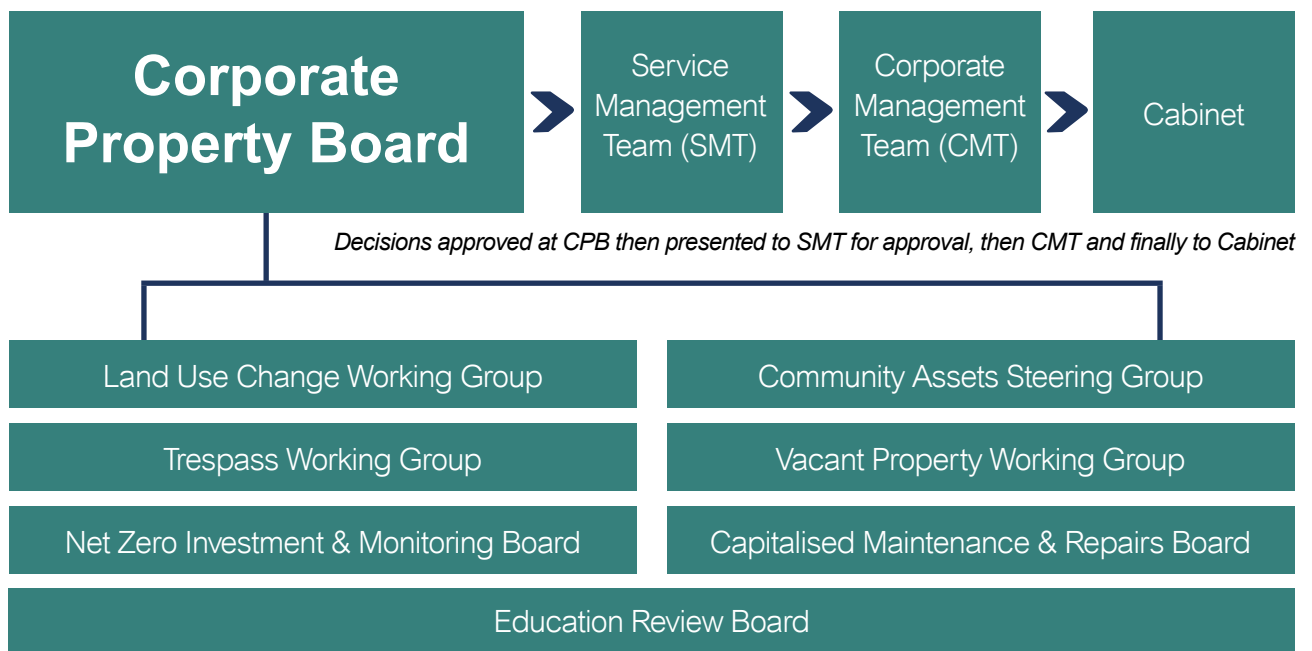 Corporate
Property Board
Service
Management
Team (SMT)
Corporate
Management
Team (CMT)
Cabinet
Decisions approved at CPB then presented to SMT for approval, then CMT and finally to Cabinet
Land Use Change Working Group
Community Assets Steering Group
Trespass Working Group
Vacant Property Working Group
Net Zero Investment & Monitoring Board
Capitalised Maintenance & Repairs Board
Education Review Board